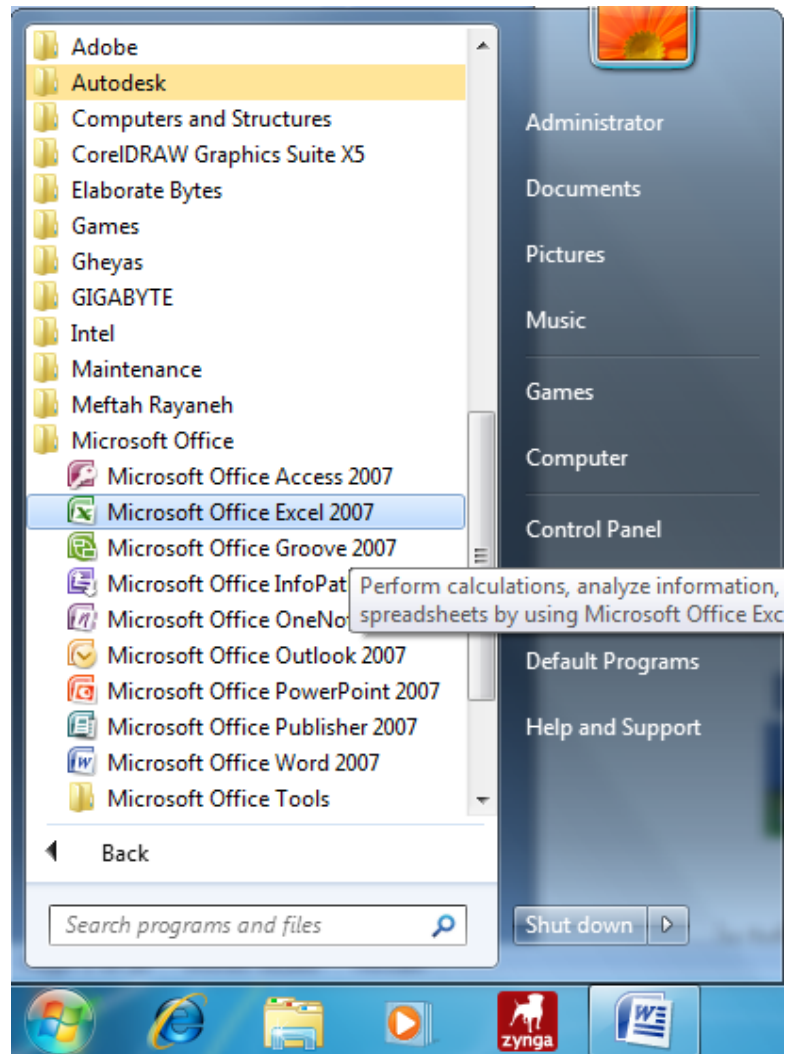 Adobe
Autodesk
Computers and Structures
CorelDRAW Graphics Suite X5
Elaborate Bytes
Games
Gheyas
GIGABYTE
Intel
Maintenance
Meftah Rayaneh
Microsoft Office
Microsoft Office Access 2007
Microsoft Office Excel 2007
Microsoft Office Groove 2007
Microsoft Office InfoPat
Microsoft Office OneNo
Microsoft Office Outlook 2007
Microsoft Office PowerPoint 2007
Microsoft Office Publisher 2007
Microsoft Office Word 2007
Microsoft Office Tools
Back
Search programs and files
Administrator
Documents
Pictures
Music
Games
Computer
Control Panel
Perform calculations, analyze information,
spreadsheets by using Microsoft Office Exc
Default Programs
Help and Support
Shut down
zynga